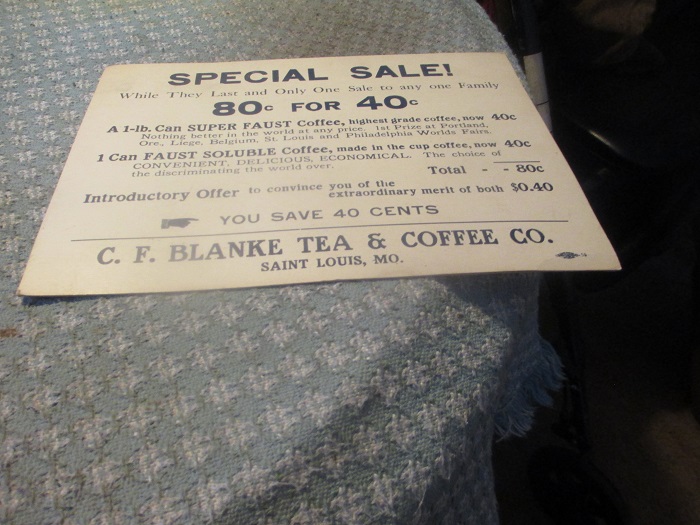 SPECIAL SALE!
While They Last and Only One Sale to any one Family
80c FOR 40c
A 1-lb. Can SUPER FAUST Coffee, highest grade coffee, now 40c
Nothing better in the world at any price. 1st Prize at Portland,
Ore., Liege, Belgium, St. Louis and Philadelphia Worlds Fairs.
1 Can FAUST SOLUBLE Coffee, made in the cup coffee, now 40c
CONVENIENT, DELICIOUS, ECONOMICAL. The choice of
the discriminating the world over.
Total - - 80c
Introductory Offer to convince you of the
extraordinary merit of both $0.40
YOU SAVE 40 CENTS
C. F. BLANKE TEA & COFFEE CO.
SAINT LOUIS, MO.